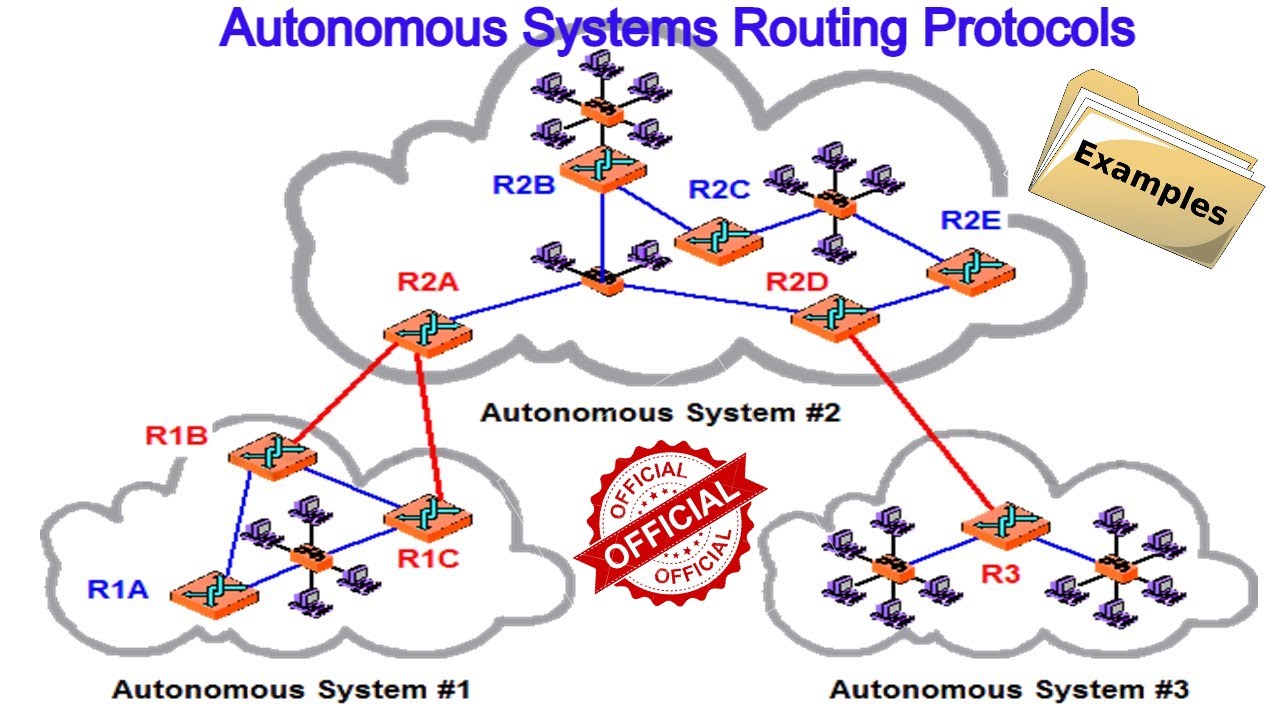 Autonomous Systems Routing Protocols
Examples
R2B
R2C
R2E
R2A
R2D
Autonomous System #2
R1B
R1C
R1A
OFFICIAL
OFFICIAL
OFFICIAL
R3
Autonomous System #1
Autonomous System #3